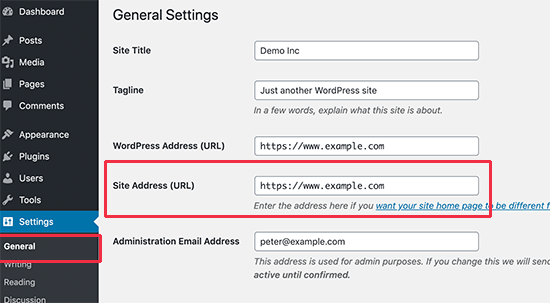 Dashboard
Posts
Media
Pages
Comments
Appearance
Plugins
Users
Tools
Settings
General
Writing
Reading
Discussion
General Settings
Site Title
Demo Inc
Tagline
Just another WordPress site
In a few words, explain what this site is about.
WordPress Address (URL)
https://www.example.com
Site Address (URL)
https://www.example.com
Enter the address here if you want your site home page to be different f
Administration Email Address
peter@example.com
This address is used for admin purposes. If you change this we will send
active until confirmed.